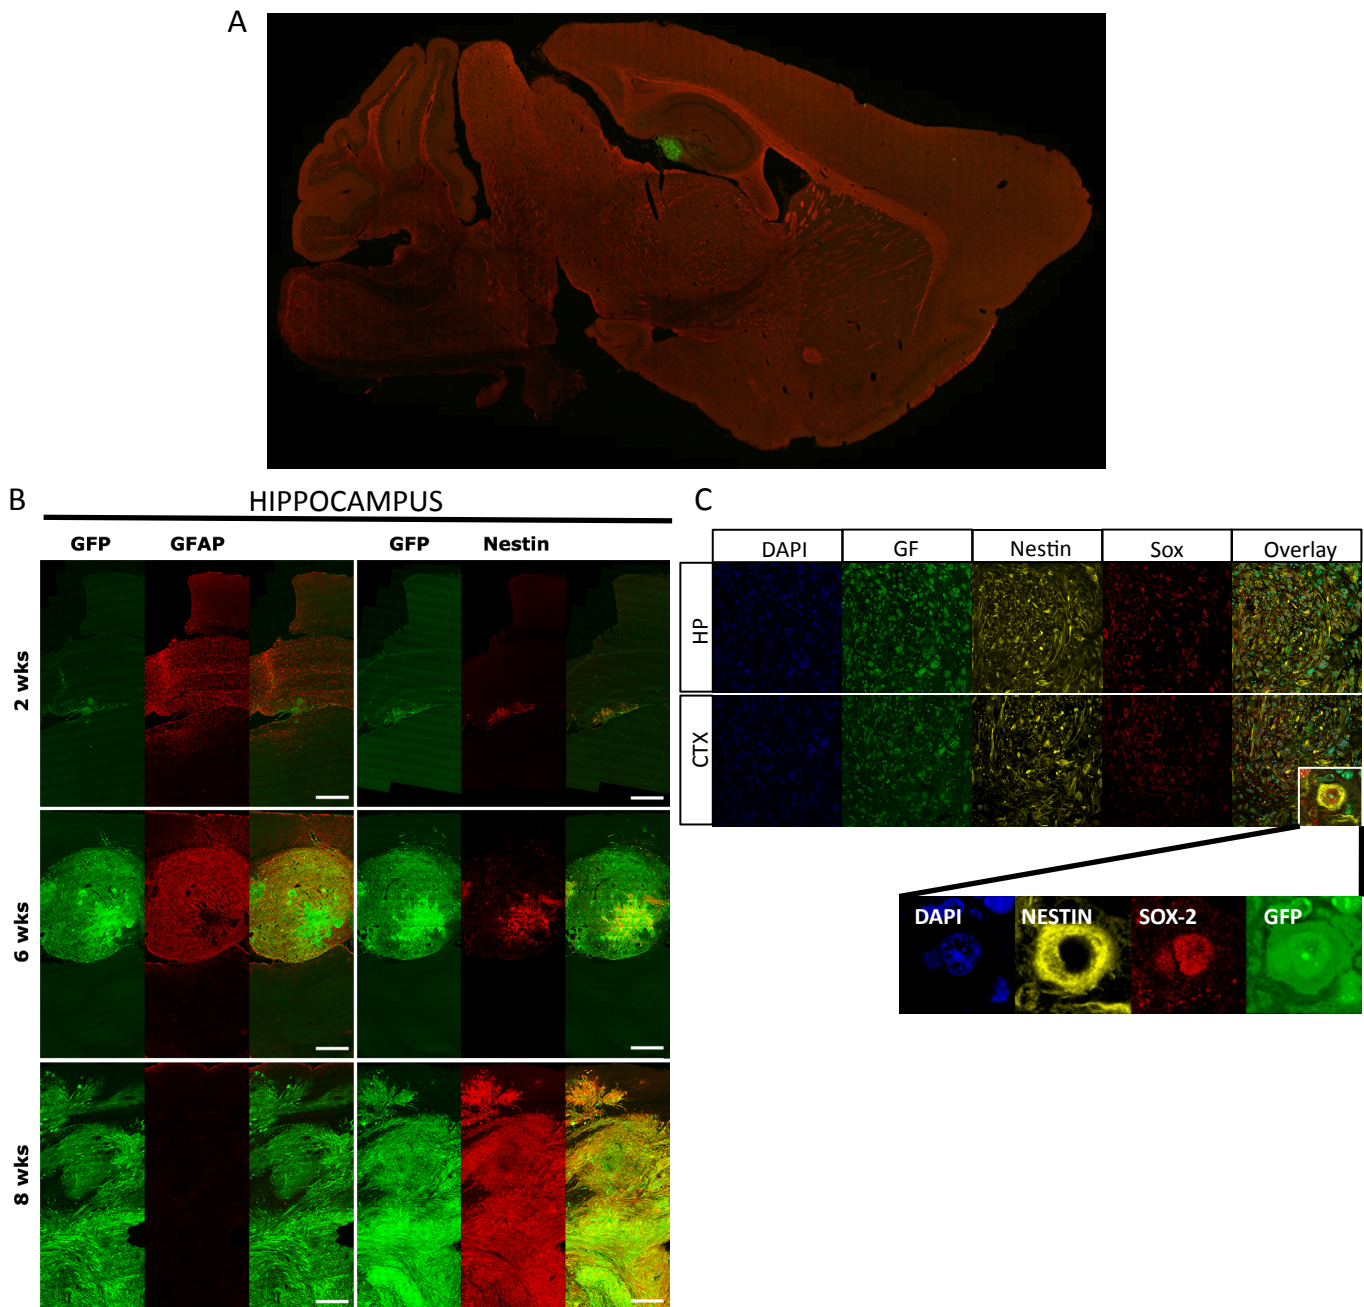 A
B
HIPPOCAMPUS
GFP GFAP GFP Nestin
2 wks
6 wks
8 wks
C
DAPI GF Nestin Sox Overlay
HP
CTX
DAPI NESTIN SOX-2 GFP